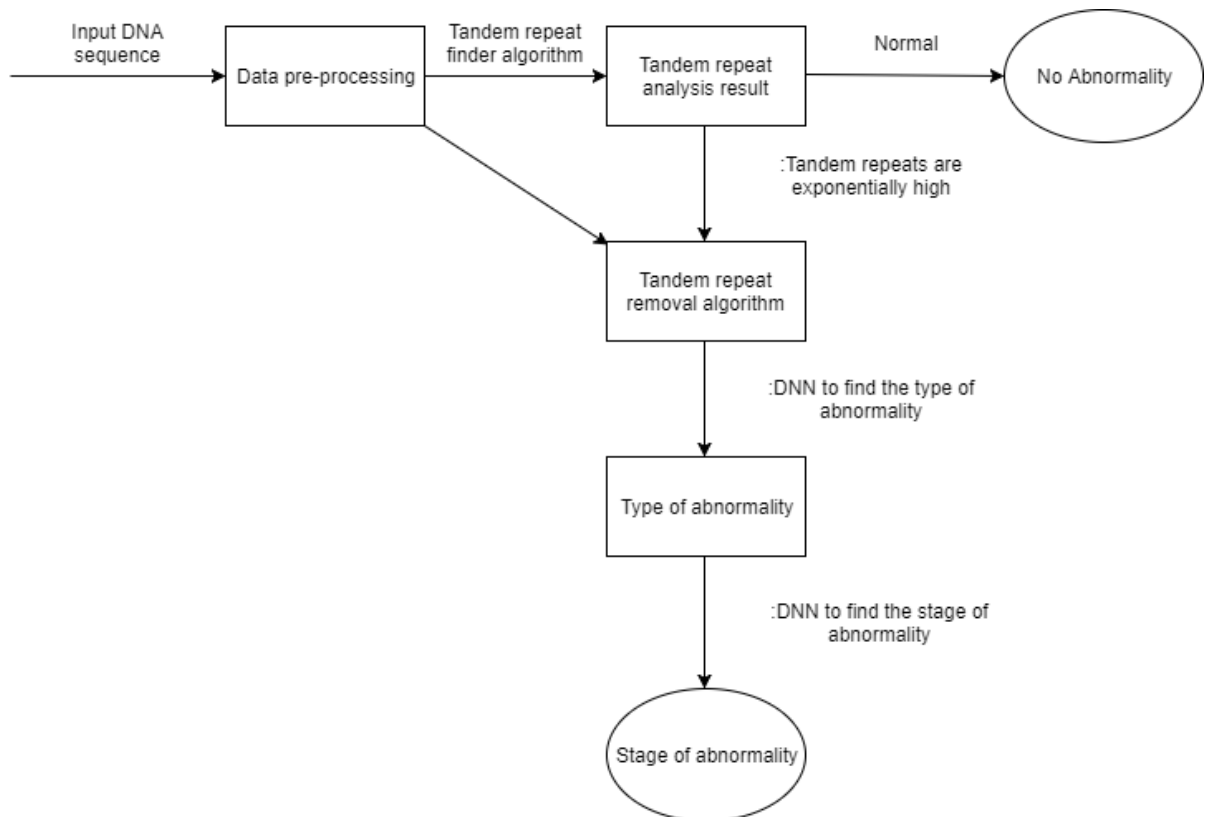 Input DNA
sequence
Data pre-processing
Tandem repeat
finder algorithm
Tandem repeat
analysis result
Normal
No Abnormality
:Tandem repeats are
exponentially high
Tandem repeat
removal algorithm
:DNN to find the type of
abnormality
Type of abnormality
:DNN to find the stage of
abnormality
Stage of abnormality